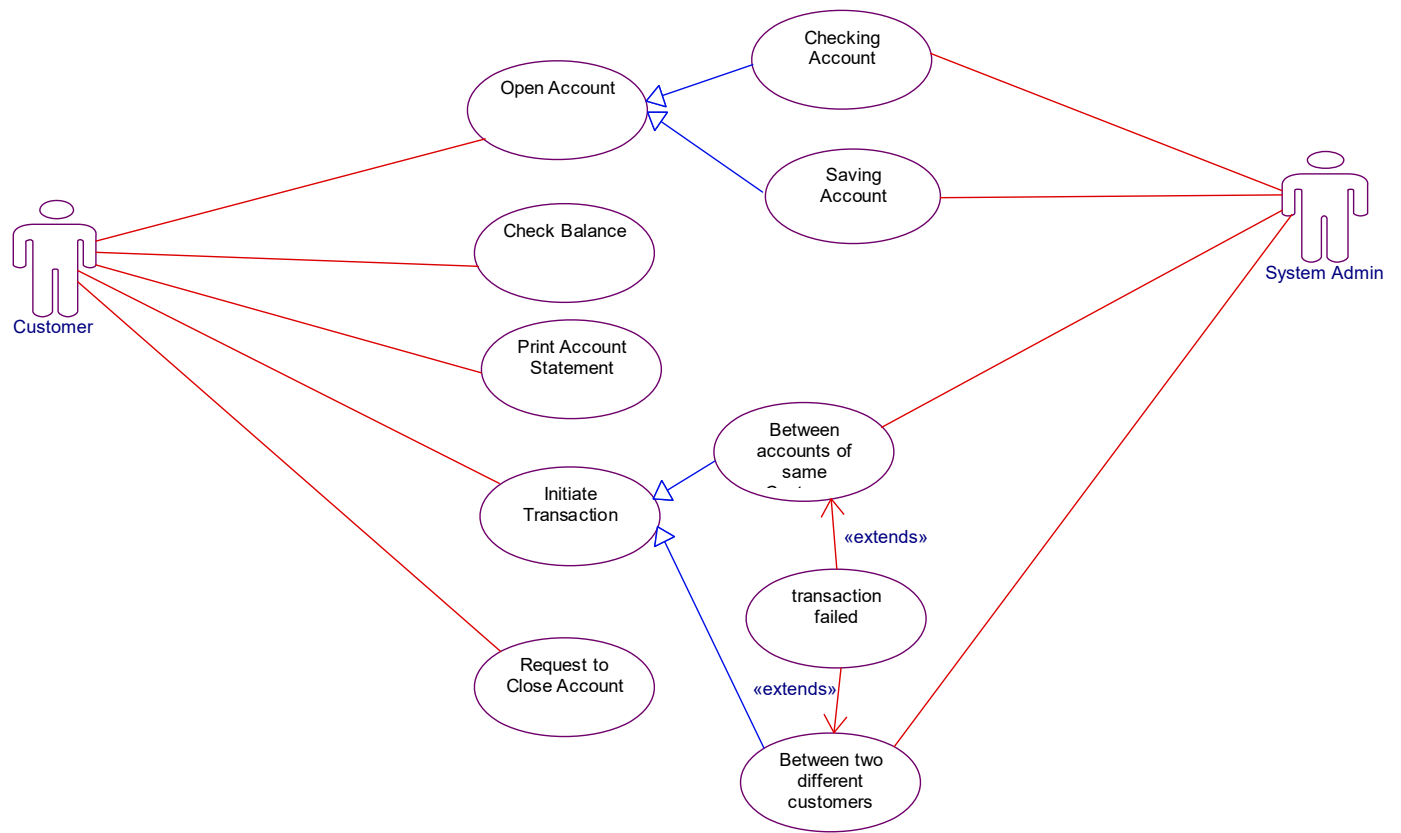 Checking
Account
Open Account
Saving
Account
Check Balance
System Admin
Customer
Print Account
Statement
Between
accounts of
same
Initiate
Transaction
«extends»
transaction
failed
Request to
Close Account
«extends»
Between two
different
customers